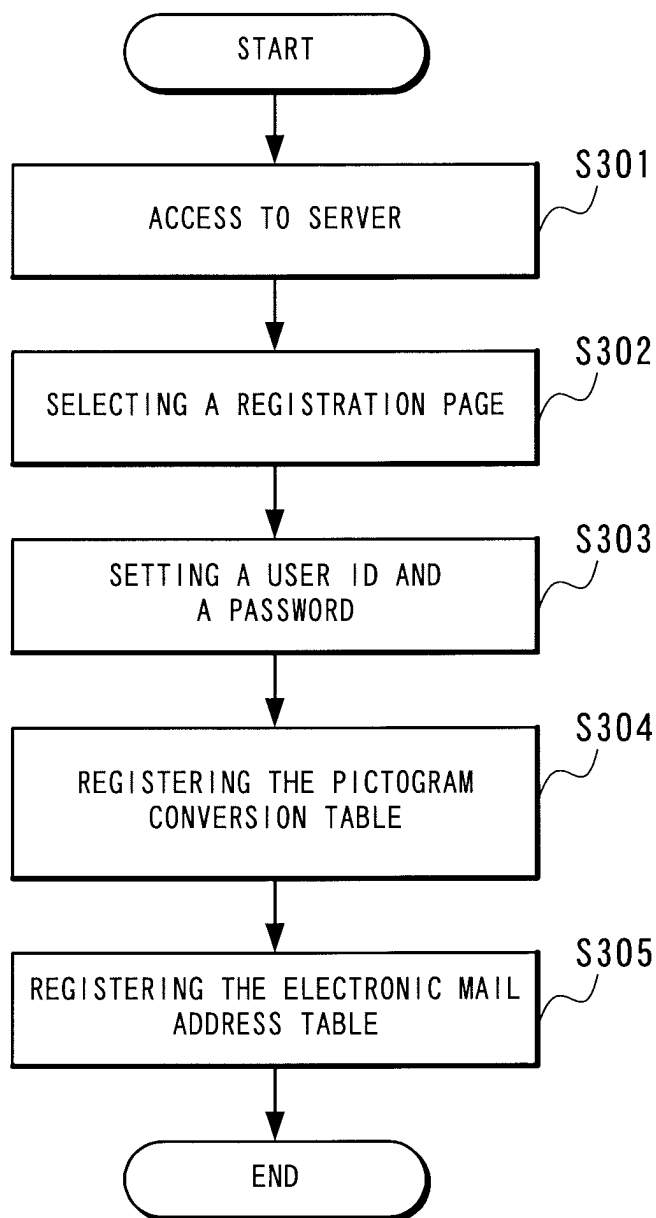 START
S301
ACCESS TO SERVER
S302
SELECTING A REGISTRATION PAGE
S303
SETTING A USER ID AND
A PASSWORD
S304
REGISTERING THE PICTOGRAM
CONVERSION TABLE
S305
REGISTERING THE ELECTRONIC MAIL
ADDRESS TABLE
END